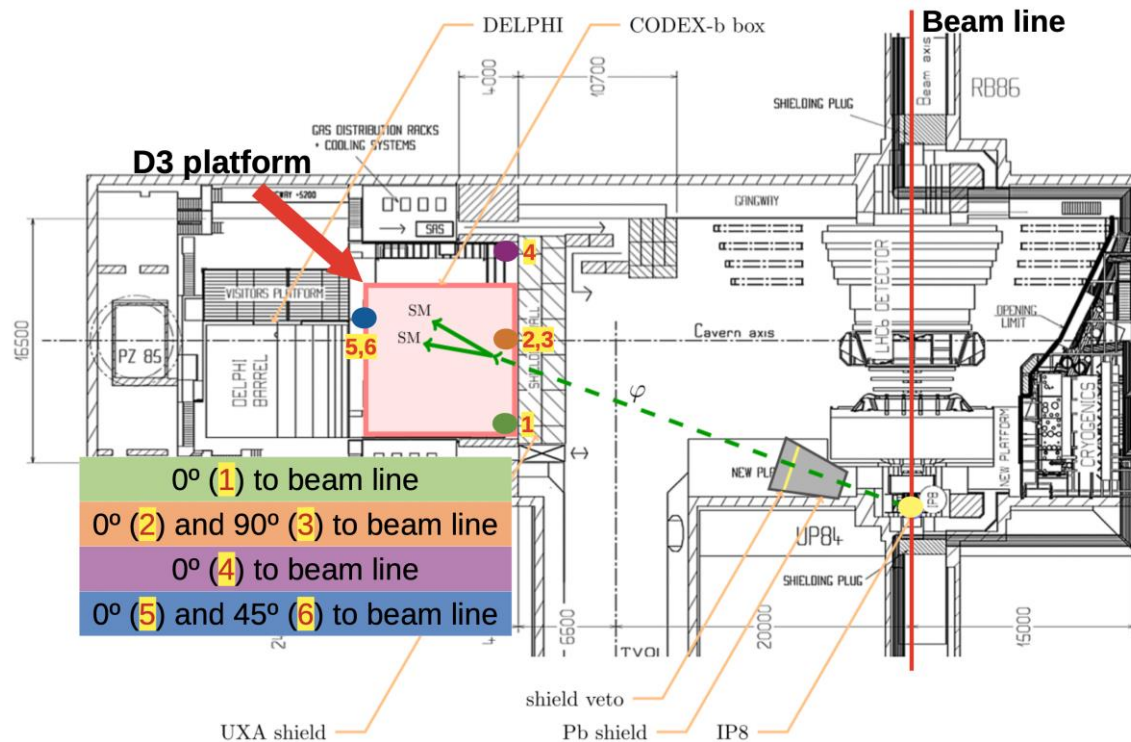 DELPHI
CODEX-b box
Beam line
4000
10700
SHIELDING PLUG
Beam axis
RB86
GAS DISTRIBUTION RACKS
+ COOLING SYSTEMS
D3 platform
SAS
GANGWAY
4
VISITORS PLATFORM
SM
SM
LHCb DETECTOR
OPENING
LIMIT
16500
PZ 85
5,6
2,3
Cavern axis
DELPHI
BARREL
φ
1
NEW PLATFORM
CRYOGENICS
0º (1) to beam line
0º (2) and 90º (3) to beam line
0º (4) to beam line
0º (5) and 45º (6) to beam line
IP8
UP84
SHIELDING PLUG
6600
20000
15000
shield veto
UXA shield
Pb shield
IP8